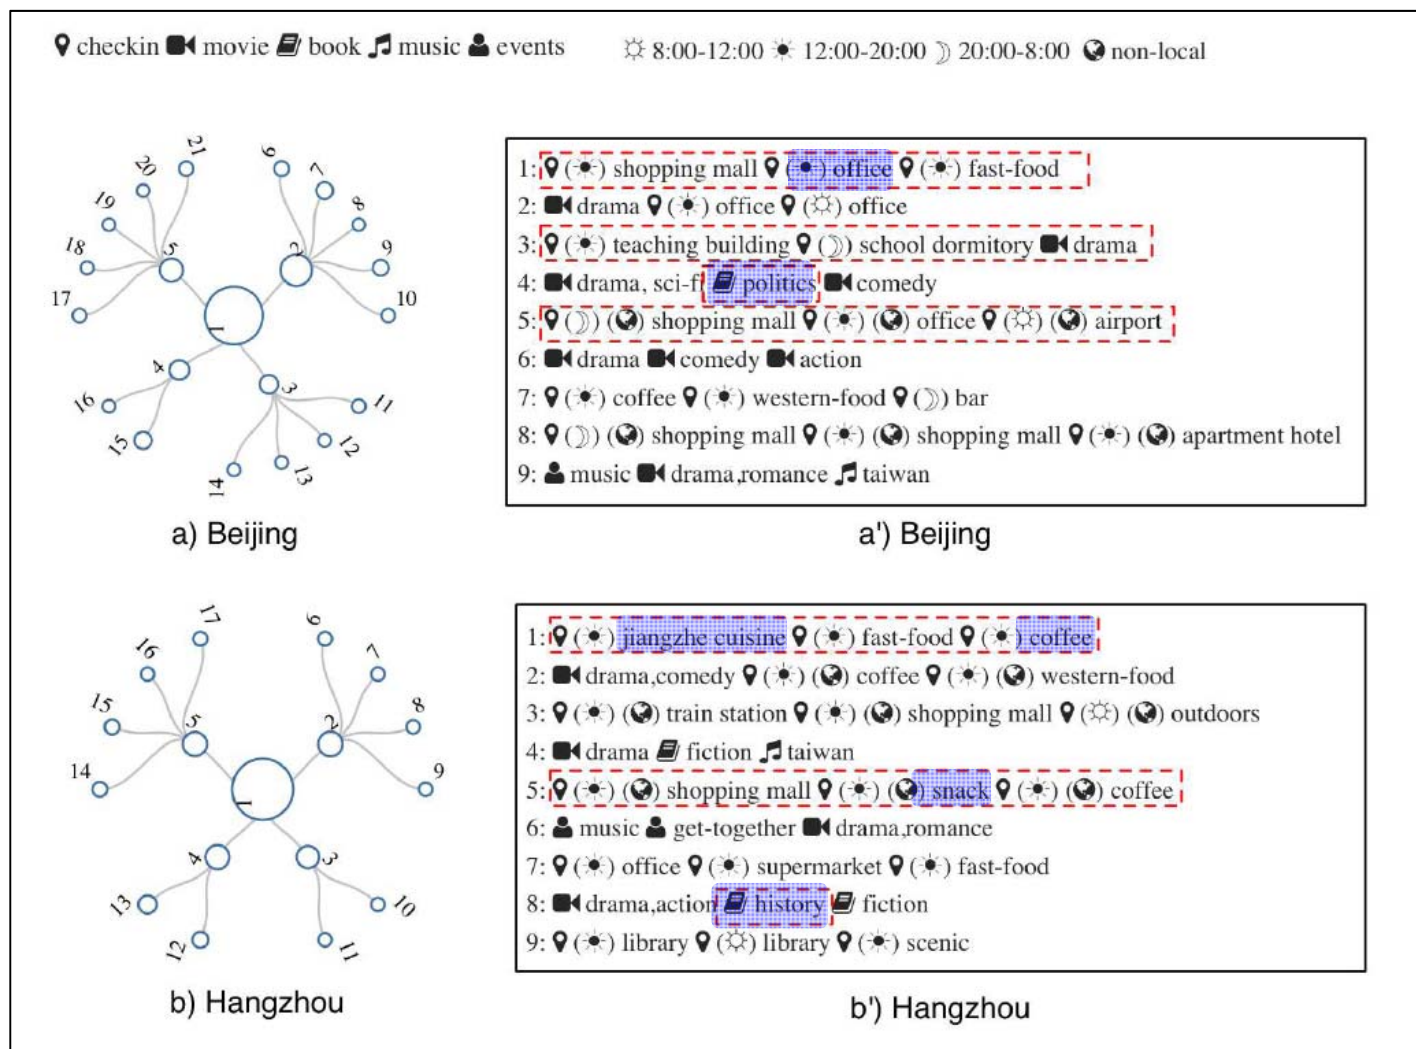 checkin movie book music events 8:00-12:00 12:00-20:00 20:00-8:00 non-local
21
20
19
18
17
5
6
7
8
9
10
2
1
4
16
15
3
11
12
13
14
a) Beijing
1: shopping mall office fast-food
2: drama office office
3: teaching building school dormitory drama
4: drama, sci-f politics comedy
5: shopping mall office airport
6: drama comedy action
7: coffee western-food bar
8: shopping mall shopping mall apartment hotel
9: music drama,romance taiwan
a') Beijing
17
16
15
14
5
6
7
8
9
2
1
4
13
12
3
10
11
b) Hangzhou
1: jiangzhe cuisine fast-food coffee
2: drama,comedy coffee western-food
3: train station shopping mall outdoors
4: drama fiction taiwan
5: shopping mall snack coffee
6: music get-together drama,romance
7: office supermarket fast-food
8: drama,action history fiction
9: library library scenic
b') Hangzhou